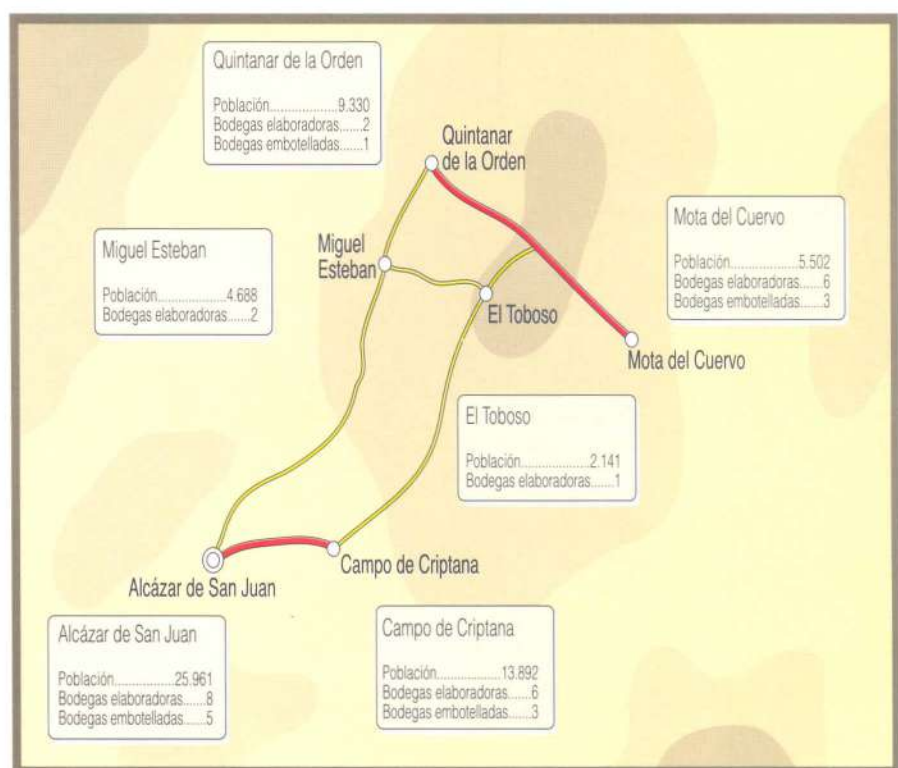 Quintanar de la Orden
Población..................9.330
Bodegas elaboradoras.....2
Bodegas embotelladas.....1
Quintanar
de la Orden
Mota del Cuervo
Población..................5.502
Bodegas elaboradoras.....6
Bodegas embotelladas.....3
Miguel Esteban
Población..................4.688
Bodegas elaboradoras.....2
Miguel
Esteban
El Toboso
Mota del Cuervo
El Toboso
Población..................2.141
Bodegas elaboradoras.....1
Alcázar de San Juan
Campo de Criptana
Alcázar de San Juan
Población.................25.961
Bodegas elaboradoras.....8
Bodegas embotelladas.....5
Campo de Criptana
Población.................13.892
Bodegas elaboradoras.....6
Bodegas embotelladas.....3